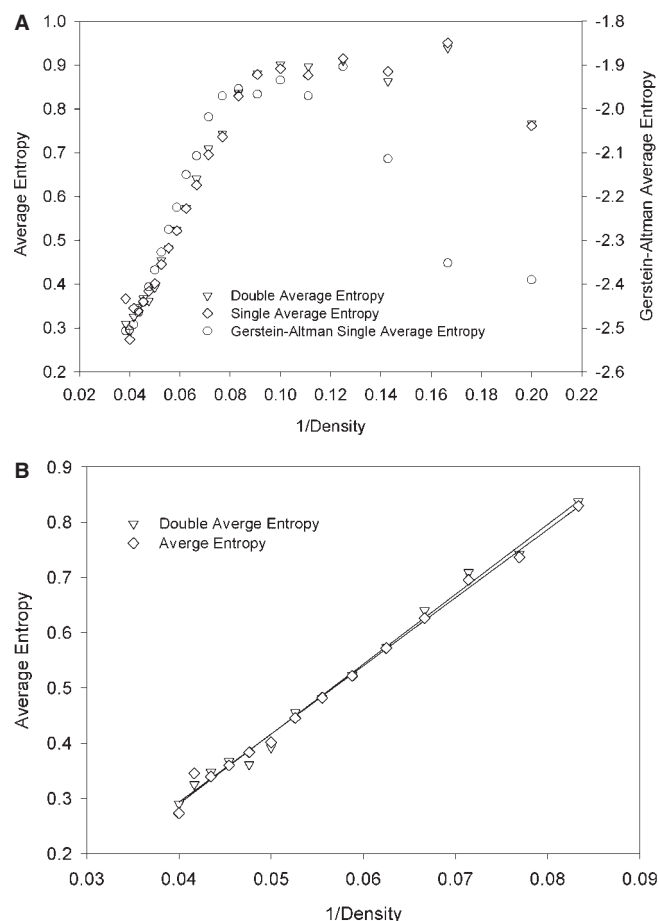 A
1.0
0.9
0.8
0.7
0.6
0.5
0.4
0.3
0.2
Average Entropy
-1.8
-1.9
-2.0
-2.1
-2.2
-2.3
-2.4
-2.5
-2.6
Gerstein-Altman Average Entropy
Double Average Entropy
Single Average Entropy
Gerstein-Altman Single Average Entropy
0.02 0.04 0.06 0.08 0.10 0.12 0.14 0.16 0.18 0.20 0.22
1/Density
B
0.9
0.8
0.7
0.6
0.5
0.4
0.3
0.2
Average Entropy
Double Averge Entropy
Averge Entropy
0.03 0.04 0.05 0.06 0.07 0.08 0.09
1/Density